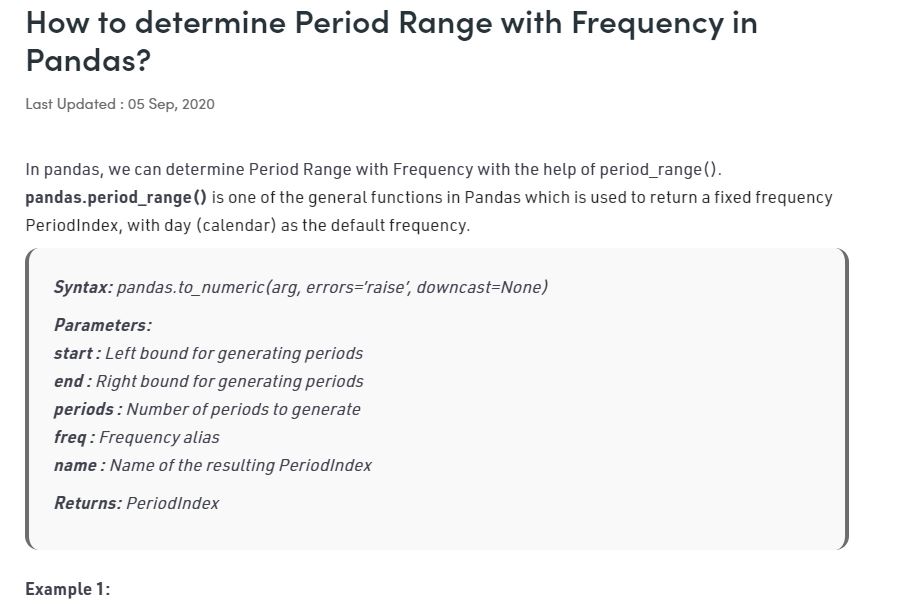 How to determine Period Range with Frequency in
Pandas?
Last Updated : 05 Sep, 2020
In pandas, we can determine Period Range with Frequency with the help of period_range().
pandas.period_range() is one of the general functions in Pandas which is used to return a fixed frequency
PeriodIndex, with day (calendar) as the default frequency.
Syntax: pandas.to_numeric(arg, errors=’raise’, downcast=None)
Parameters:
start : Left bound for generating periods
end : Right bound for generating periods
periods : Number of periods to generate
freq : Frequency alias
name : Name of the resulting PeriodIndex
Returns: PeriodIndex
Example 1: